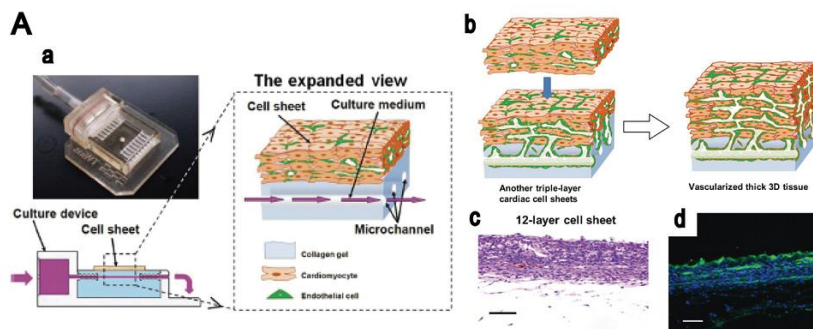 A
a
The expanded view
Cell sheet
Culture medium
Microchannel
Collagen gel
Cardiomyocyte
Endothelial cell
Culture device
Cell sheet
b
Another triple-layer
cardiac cell sheets
Vascularized thick 3D tissue
c
12-layer cell sheet
d